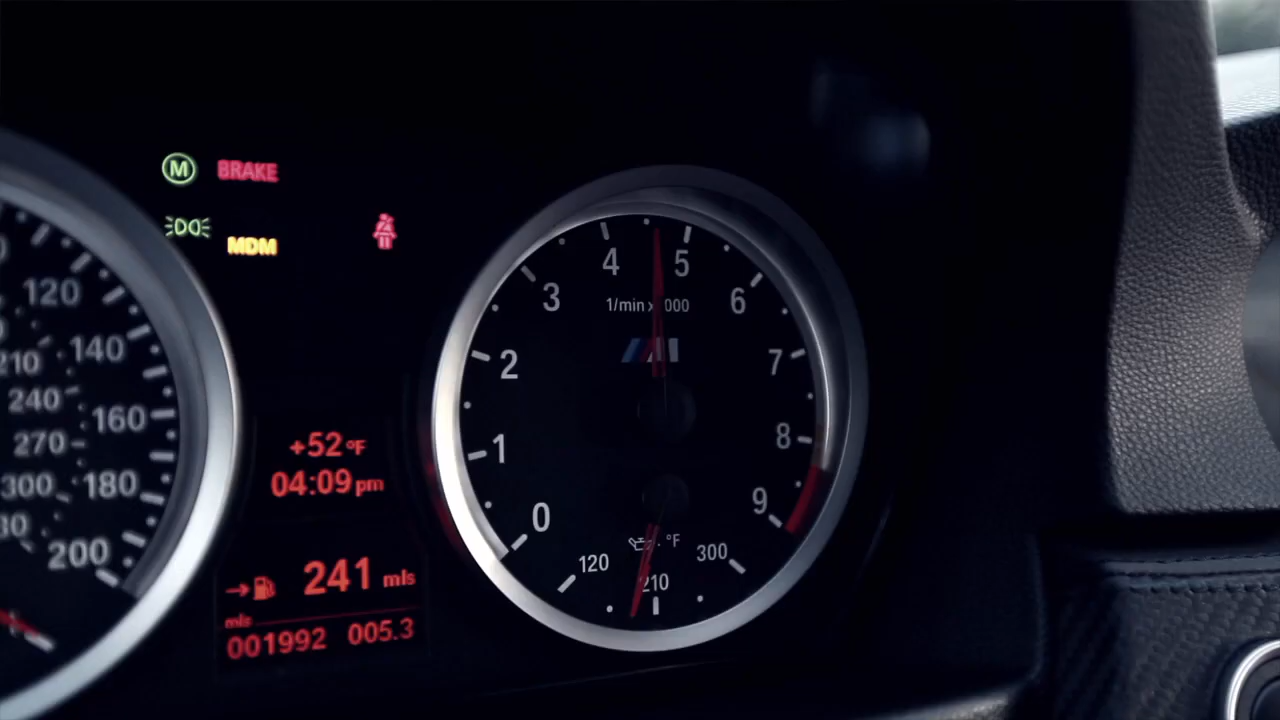 M BRAKE
MDM
120
210 140
240 160
270
300 180
200
+52°F
04:09 pm
→ 241 mls
mls
001992 005.3
0
1
2
3
4
5
6
7
8
9
1/min x 000
M
°F
120
210
300